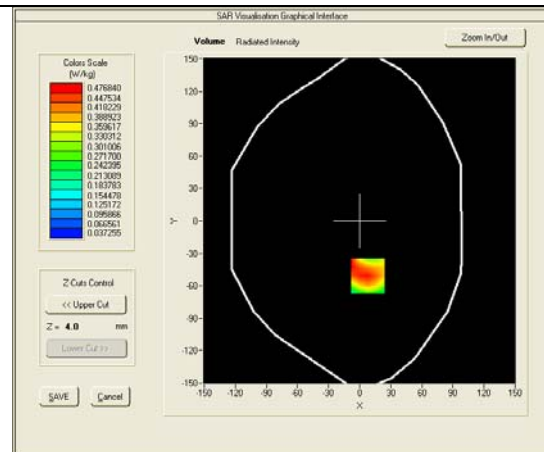 SAR Visualisation Graphical Interface
Volume Radiated Intensity
Zoom In/Out
Colors Scale
(W/kg)
0.476840
0.447534
0.418229
0.388923
0.359617
0.330312
0.301006
0.271700
0.242395
0.213089
0.183783
0.154478
0.125172
0.095866
0.066561
0.037255
Z Cuts Control
<< Upper Cut
Z = 4.0 mm
Lower Cut >>
SAVE Cancel
150
120
90
60
30
0
-30
-60
-90
-120
-150
Y
-150 -120 -90 -60 -30 0 30 60 90 120 150
X